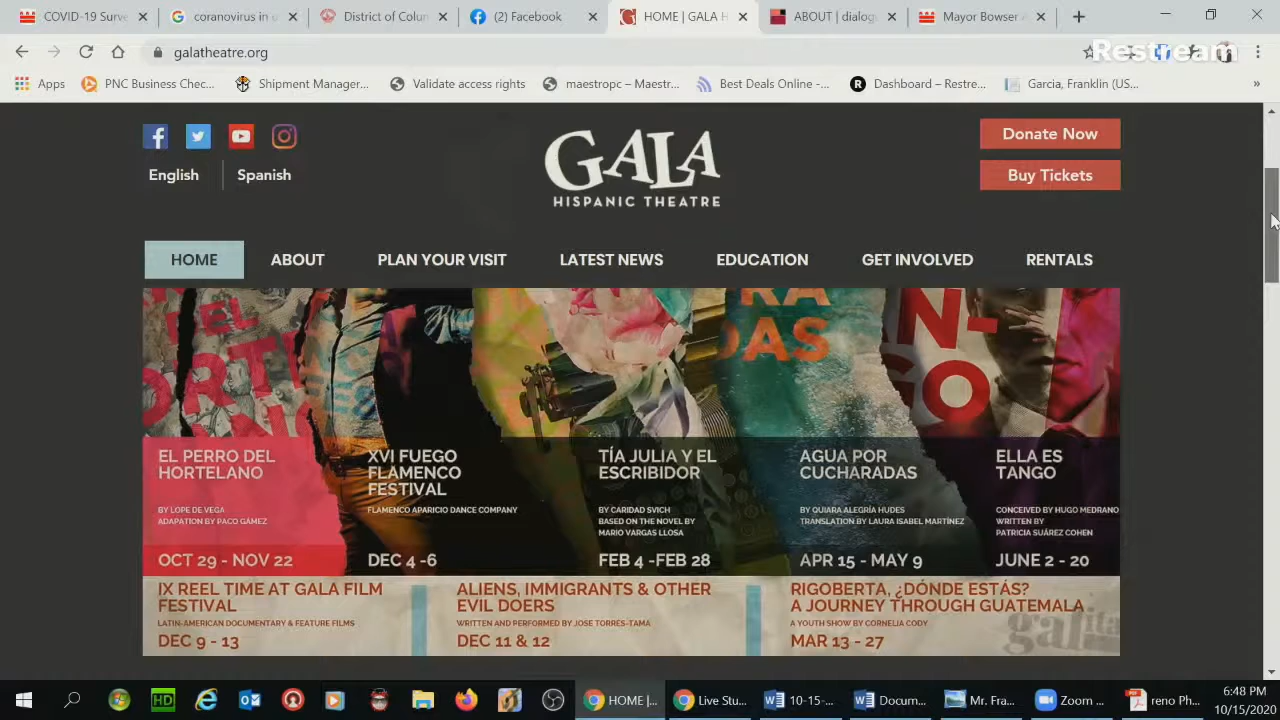 COVID-19 Surve
coronavirus in u
District of Colun
(2) Facebook
HOME | GALA H
ABOUT | dialog
Mayor Bowser A
galatheatre.org
Restream
Apps
PNC Business Chec...
Shipment Manager...
Validate access rights
maestropc – Maestr...
Best Deals Online -...
Dashboard – Restre...
Garcia, Franklin (US...
GALA
HISPANIC THEATRE
Donate Now
Buy Tickets
English
Spanish
HOME
ABOUT
PLAN YOUR VISIT
LATEST NEWS
EDUCATION
GET INVOLVED
RENTALS
EL PERRO DEL
HORTELANO
BY LOPE DE VEGA
ADAPATION BY PACO GÁMEZ
OCT 29 - NOV 22
XVI FUEGO
FLAMENCO
FESTIVAL
FLAMENCO APARICIO DANCE COMPANY
DEC 4 -6
TÍA JULIA Y EL
ESCRIBIDOR
BY CARIDAD SVICH
BASED ON THE NOVEL BY
MARIO VARGAS LLOSA
FEB 4 -FEB 28
AGUA POR
CUCHARADAS
BY QUIARA ALEGRÍA HUDES
TRANSLATION BY LAURA ISABEL MARTÍNEZ
APR 15 - MAY 9
ELLA ES
TANGO
CONCEIVED BY HUGO MEDRANO
WRITTEN BY
PATRICIA SUÁREZ COHEN
JUNE 2 - 20
IX REEL TIME AT GALA FILM
FESTIVAL
LATIN-AMERICAN DOCUMENTARY & FEATURE FILMS
DEC 9 - 13
ALIENS, IMMIGRANTS & OTHER
EVIL DOERS
WRITTEN AND PERFORMED BY JOSE TORRES-TAMA
DEC 11 & 12
RIGOBERTA, ¿DÓNDE ESTÁS?
A JOURNEY THROUGH GUATEMALA
A YOUTH SHOW BY CORNELIA CODY
MAR 13 - 27
HOME |...
Live Stu...
10-15-...
Docum...
Mr. Fra...
Zoom ...
reno Ph...
6:48 PM
10/15/2020